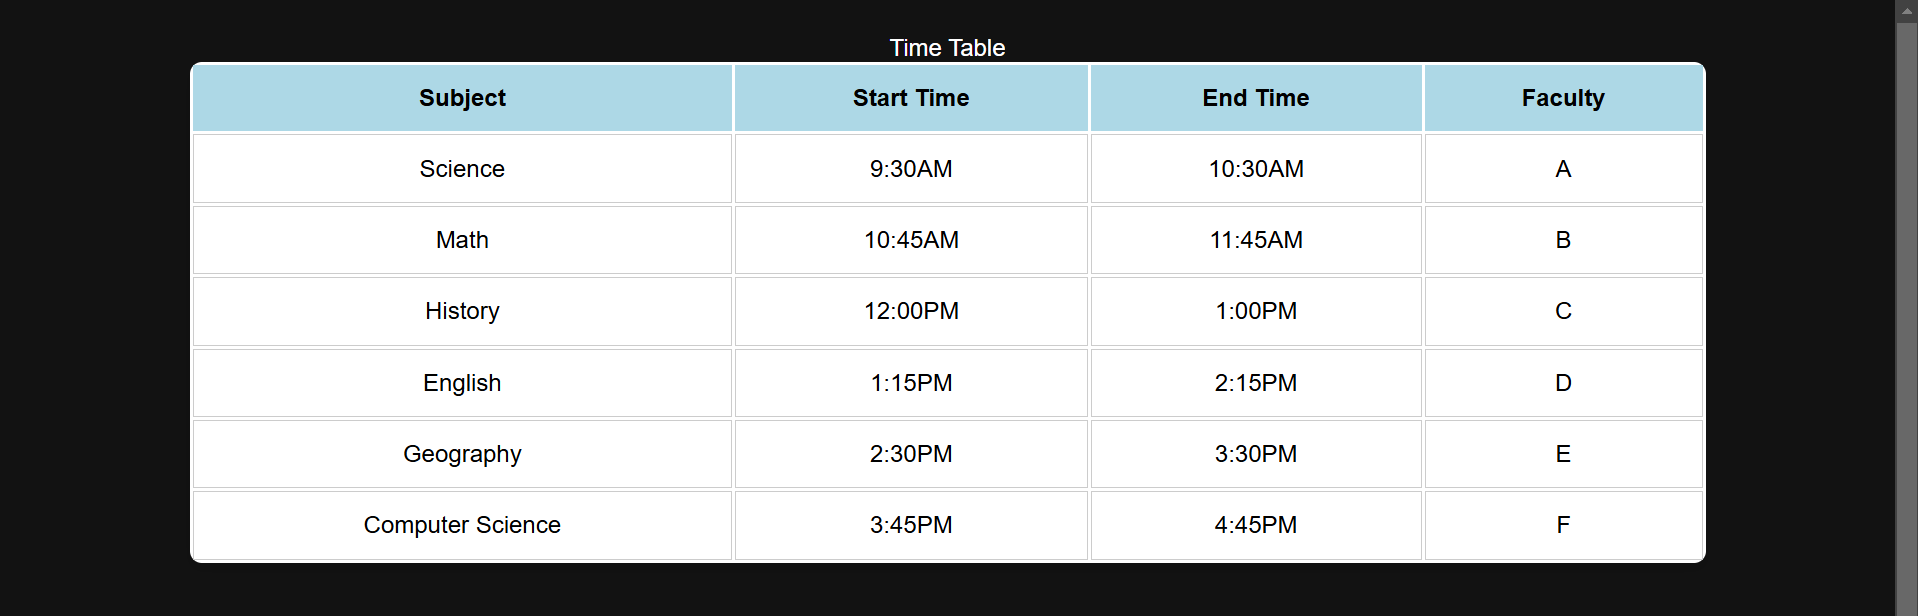 Time Table
Subject Start Time End Time Faculty
Science 9:30AM 10:30AM A
Math 10:45AM 11:45AM B
History 12:00PM 1:00PM C
English 1:15PM 2:15PM D
Geography 2:30PM 3:30PM E
Computer Science 3:45PM 4:45PM F